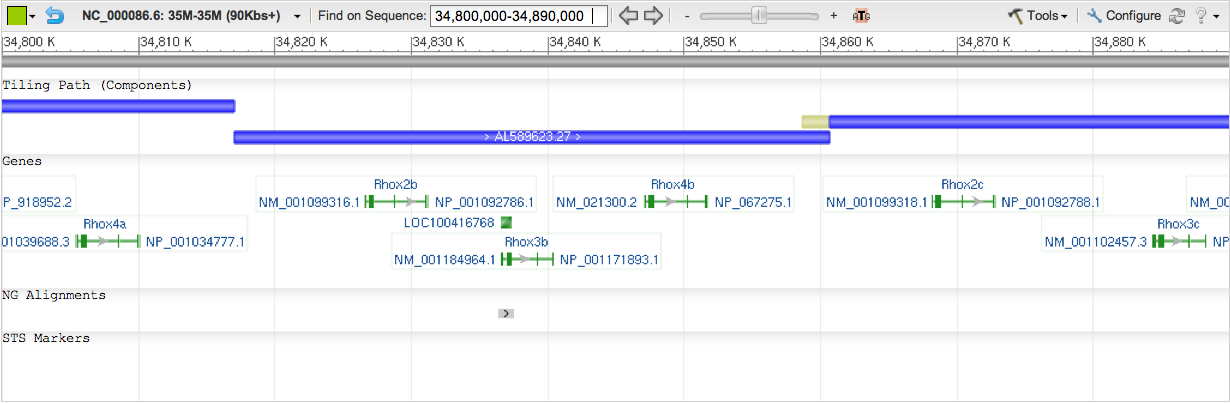 NC_000086.6: 35M-35M (90Kbs+) Find on Sequence: 34,800,000-34,890,000 - + ATG Tools Configure ?
34,800 K 34,810 K 34,820 K 34,830 K 34,840 K 34,850 K 34,860 K 34,870 K 34,880 K
Tiling Path (Components)
> AL589623.27 >
Genes
Rhox2b Rhox4b Rhox2c
P_918952.2 NM_001099316.1 NP_001092786.1 NM_021300.2 NP_067275.1 NM_001099318.1 NP_001092788.1 NM_00
Rhox4a LOC100416768 Rhox3c
01039688.3 NP_001034777.1 Rhox3b NM_001102457.3 NP
NM_001184964.1 NP_001171893.1
NG Alignments
>
STS Markers